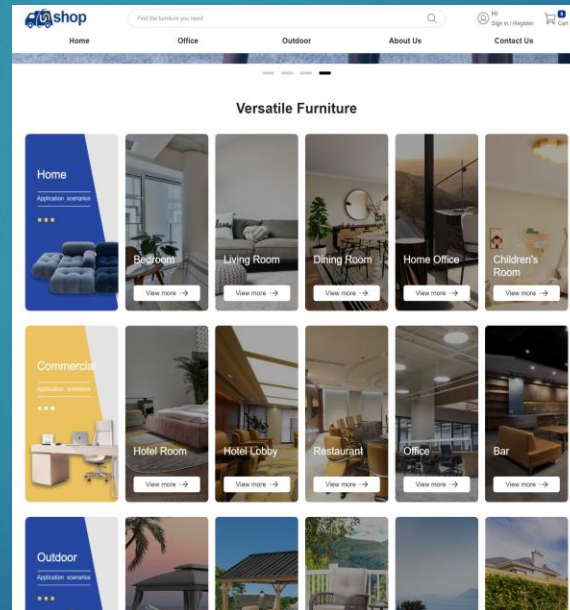 shop
Find the furniture you need
Hi
Sign in / Register
0
Cart
Home
Office
Outdoor
About Us
Contact Us
Versatile Furniture
Home
Application scenarios
Bedroom
View more →
Living Room
View more →
Dining Room
View more →
Home Office
View more →
Children's
Room
View more →
Commercial
Application scenarios
Hotel Room
View more →
Hotel Lobby
View more →
Restaurant
View more →
Office
View more →
Bar
View more →
Outdoor
Application scenarios